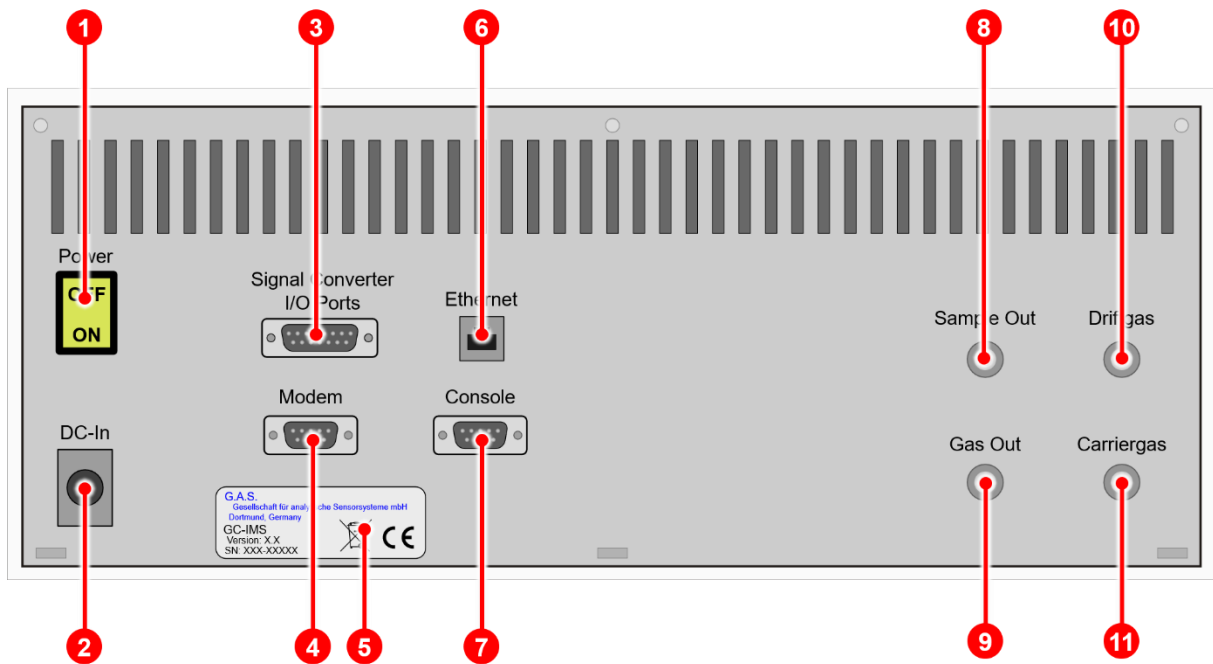 1
3
6
8
10
Power
OFF
ON
Signal Converter
I/O Ports
Ethernet
Sample Out
Driftgas
Modem
Console
DC-In
Gas Out
Carriergas
G.A.S.
Gesellschaft für analytische Sensorsysteme mbH
Dortmund, Germany
GC-IMS
Version: X.X
SN: XXX-XXXXX
CE
2
4
5
7
9
11